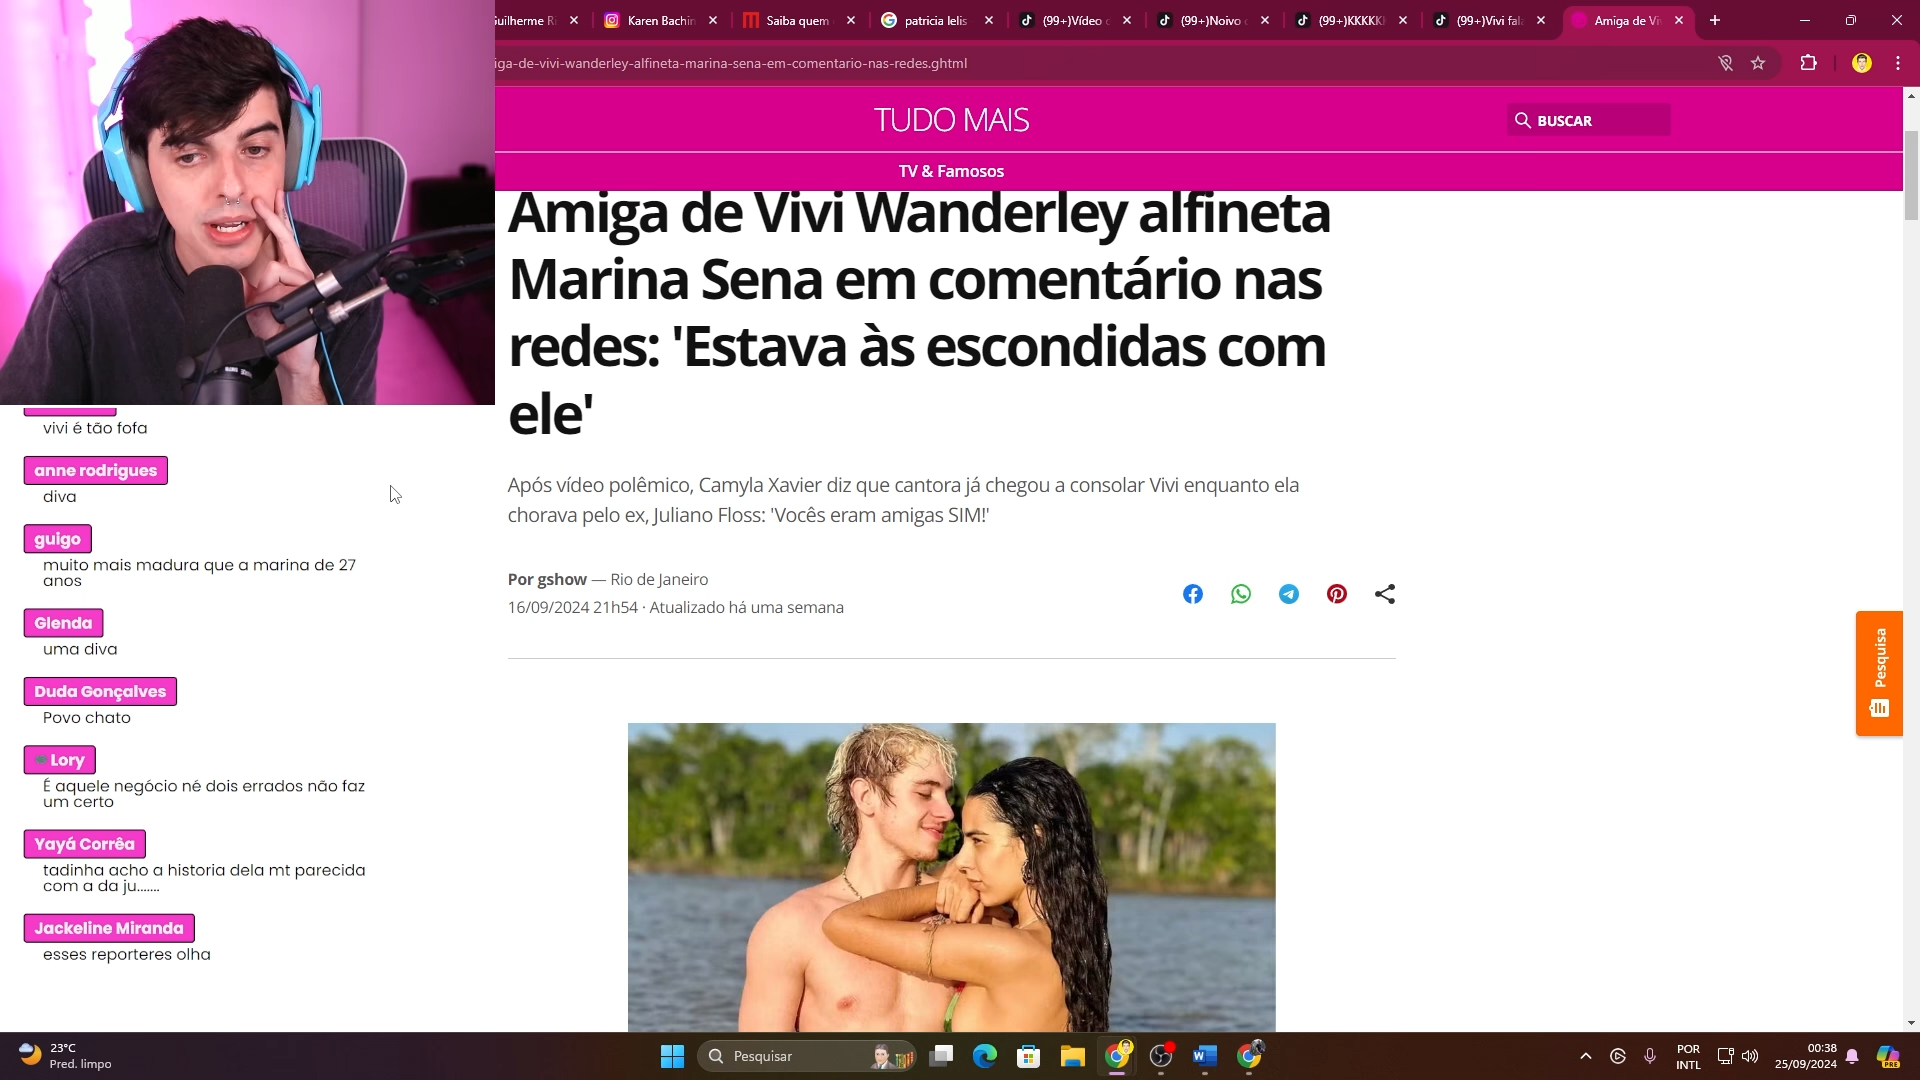 Guilherme Ri
Karen Bachin
Saiba quem
patricia lelis
(99+)Vídeo
(99+)Noivo
(99+)KKKKK
(99+)Vivi fal
Amiga de Vi
iga-de-vivi-wanderley-alfineta-marina-sena-em-comentario-nas-redes.ghtml
TUDO MAIS
BUSCAR
TV & Famosos
Amiga de Vivi Wanderley alfineta
Marina Sena em comentário nas
redes: 'Estava às escondidas com
ele'
Após vídeo polêmico, Camyla Xavier diz que cantora já chegou a consolar Vivi enquanto ela
chorava pelo ex, Juliano Floss: 'Vocês eram amigas SIM!'
Por gshow — Rio de Janeiro
16/09/2024 21h54 · Atualizado há uma semana
Pesquisa
vivi é tão fofa
anne rodrigues
diva
guigo
muito mais madura que a marina de 27
anos
Glenda
uma diva
Duda Gonçalves
Povo chato
Lory
É aquele negócio né dois errados não faz
um certo
Yayá Corrêa
tadinha acho a historia dela mt parecida
com a da ju.......
Jackeline Miranda
esses reporteres olha
23°C
Pred. limpo
Pesquisar
POR
INTL
00:38
25/09/2024
PRE